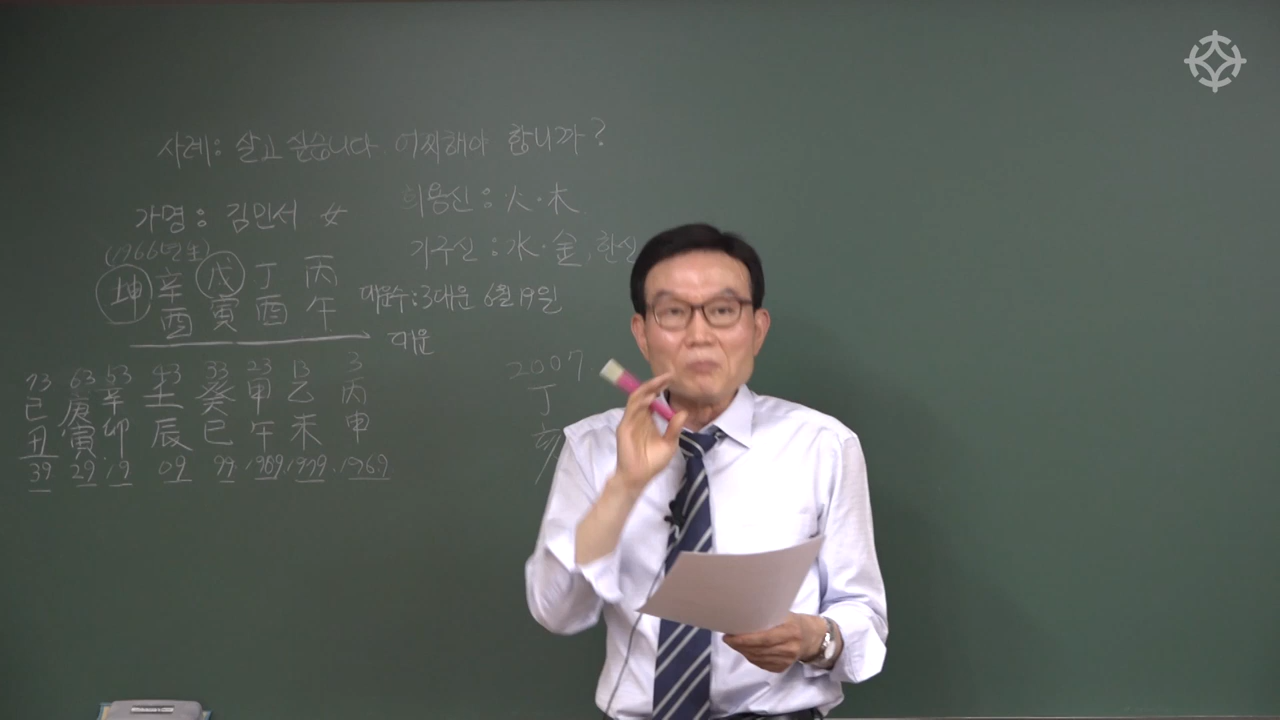 사례: 살고 싶습니다 어찌해야 합니까?
희용신: 火·木
가명: 김민서 女
기구신: 水·金, 한신
(1966年生)
坤 辛 戊 丁 丙
酉 寅 酉 午
대운수: 3대운 6월 19일
73 63 53 43 33 23 13 3
己 庚 辛 壬 癸 甲 乙 丙
丑 寅 卯 辰 巳 午 未 申
39 29 19 09 99 1989 1979 1969
2007
丁
亥